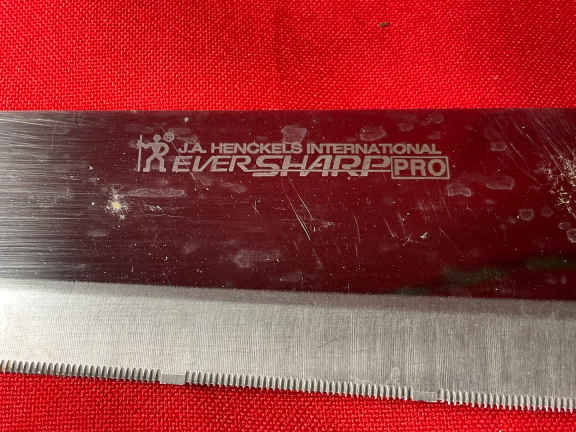 J.A. HENCKELS INTERNATIONAL
EVERSHARP PRO